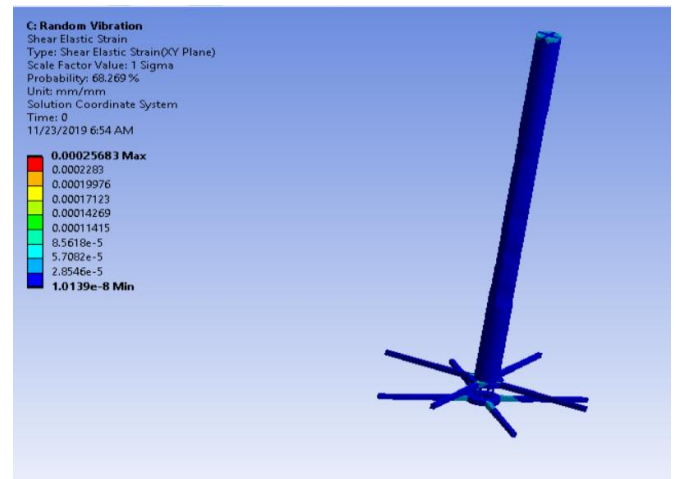 C: Random Vibration
Shear Elastic Strain
Type: Shear Elastic Strain(XY Plane)
Scale Factor Value: 1 Sigma
Probability: 68.269 %
Unit: mm/mm
Solution Coordinate System
Time: 0
11/23/2019 6:54 AM
0.00025683 Max
0.0002283
0.00019976
0.00017123
0.00014269
0.00011415
8.5618e-5
5.7082e-5
2.8546e-5
1.0139e-8 Min